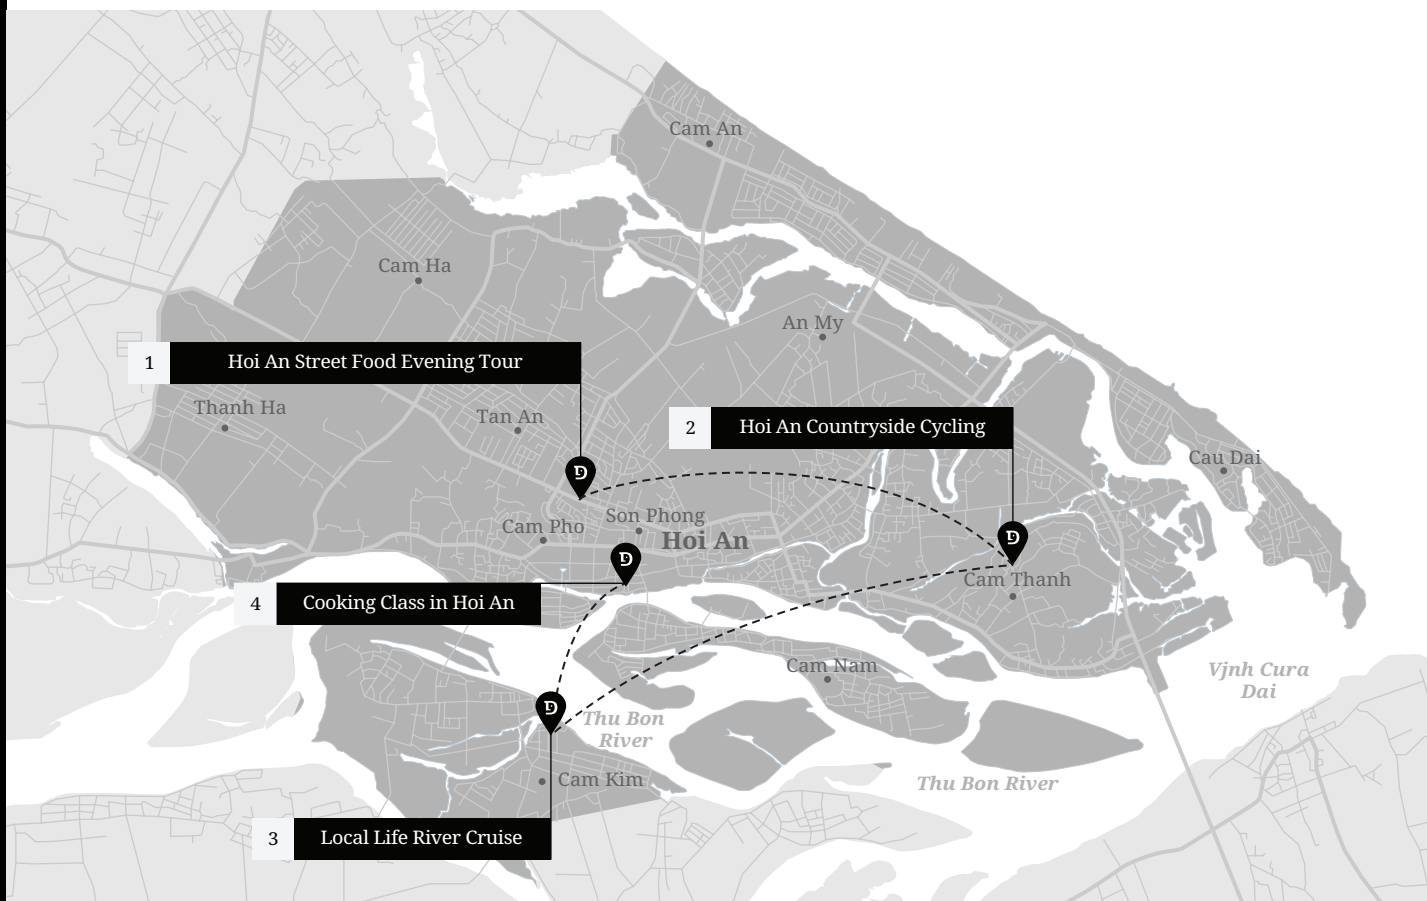 Cam An
Cam Ha
An My
1
Hoi An Street Food Evening Tour
Thanh Ha
Tan An
2
Hoi An Countryside Cycling
Cau Dai
D
Cam Pho
Son Phong
Hoi An
D
D
Cam Thanh
4
Cooking Class in Hoi An
Cam Nam
Vjnh Cura
Dai
D
Thu Bon
River
Cam Kim
Thu Bon River
3
Local Life River Cruise